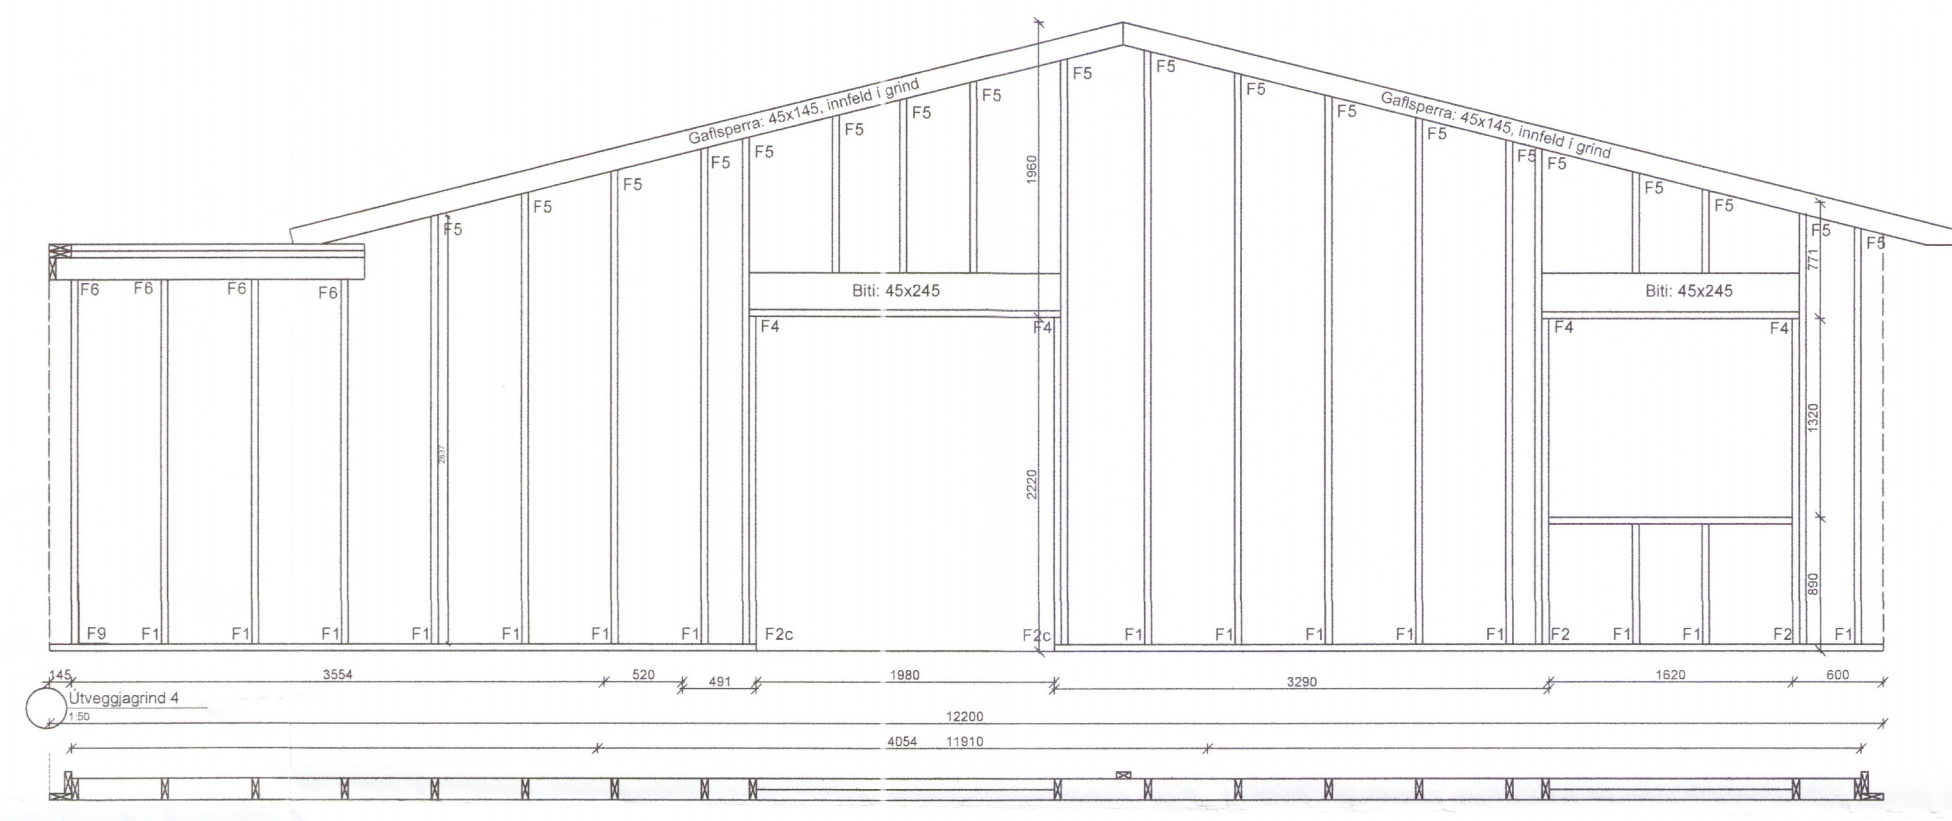 F5
F5
F5
F5
F5
F5
F5
F5
Gaflsperra: 45x145, innfeld í grind
Gaflsperra: 45x145, innfeld í grind
F5
F5
F5
F5
F5
F5
1960
F5
F5
F5
F5
F5
F5
771
F6
F6
F6
F6
Biti: 45x245
Biti: 45x245
F4
F4
F4
F4
2837
2220
1320
890
F9
F1
F1
F1
F1
F1
F1
F1
F2c
F2c
F1
F1
F1
F1
F1
F2
F1
F1
F2
F1
145
3554
520
491
1980
3290
1620
600
Útveggjagrind 4
1:50
12200
4054
11910